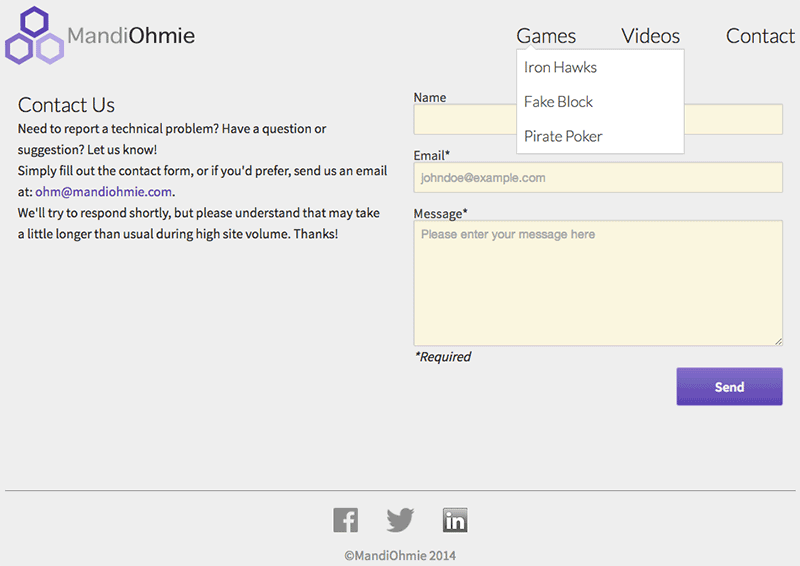 MandiOhmie
Games Videos Contact
Iron Hawks
Fake Block
Pirate Poker
Contact Us
Need to report a technical problem? Have a question or
suggestion? Let us know!
Simply fill out the contact form, or if you'd prefer, send us an email
at: ohm@mandiohmie.com.
We'll try to respond shortly, but please understand that may take
a little longer than usual during high site volume. Thanks!
Name
Email*
johndoe@example.com
Message*
Please enter your message here
*Required
Send
f
in
©MandiOhmie 2014